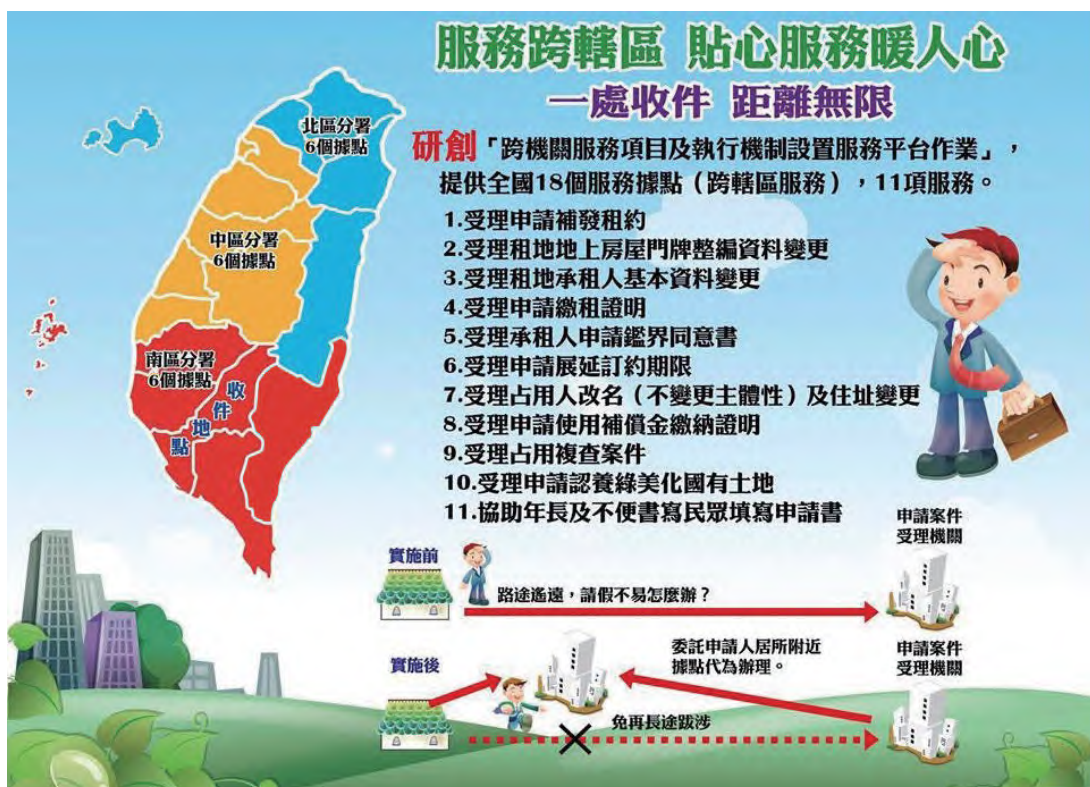 服務跨轄區 貼心服務暖人心
一處收件 距離無限
研創「跨機關服務項目及執行機制設置服務平台作業」,
提供全國18個服務據點(跨轄區服務),11項服務。
1.受理申請補發租約
2.受理租地地上房屋門牌整編資料變更
3.受理租地承租人基本資料變更
4.受理申請繳租證明
5.受理承租人申請鑑界同意書
6.受理申請展延訂約期限
7.受理占用人改名(不變更主體性)及住址變更
8.受理申請使用補償金繳納證明
9.受理占用複查案件
10.受理申請認養綠美化國有土地
11.協助年長及不便書寫民眾填寫申請書
北區分署
6個據點
中區分署
6個據點
南區分署
6個據點
收件地點
實施前
路途遙遠,請假不易怎麼辦?
申請案件
受理機關
實施後
委託申請人居所附近
據點代為辦理。
免再長途跋涉
申請案件
受理機關